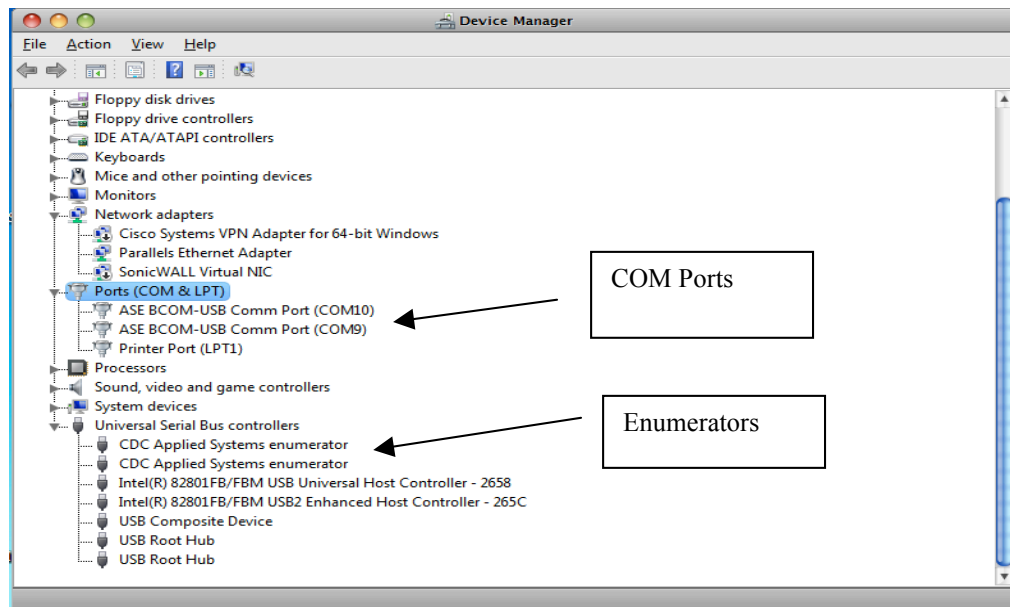 Device Manager
File Action View Help
Floppy disk drives
Floppy drive controllers
IDE ATA/ATAPI controllers
Keyboards
Mice and other pointing devices
Monitors
Network adapters
Cisco Systems VPN Adapter for 64-bit Windows
Parallels Ethernet Adapter
SonicWALL Virtual NIC
Ports (COM & LPT)
ASE BCOM-USB Comm Port (COM10)
ASE BCOM-USB Comm Port (COM9)
Printer Port (LPT1)
Processors
Sound, video and game controllers
System devices
Universal Serial Bus controllers
CDC Applied Systems enumerator
CDC Applied Systems enumerator
Intel(R) 82801FB/FBM USB Universal Host Controller - 2658
Intel(R) 82801FB/FBM USB2 Enhanced Host Controller - 265C
USB Composite Device
USB Root Hub
USB Root Hub
COM Ports
Enumerators